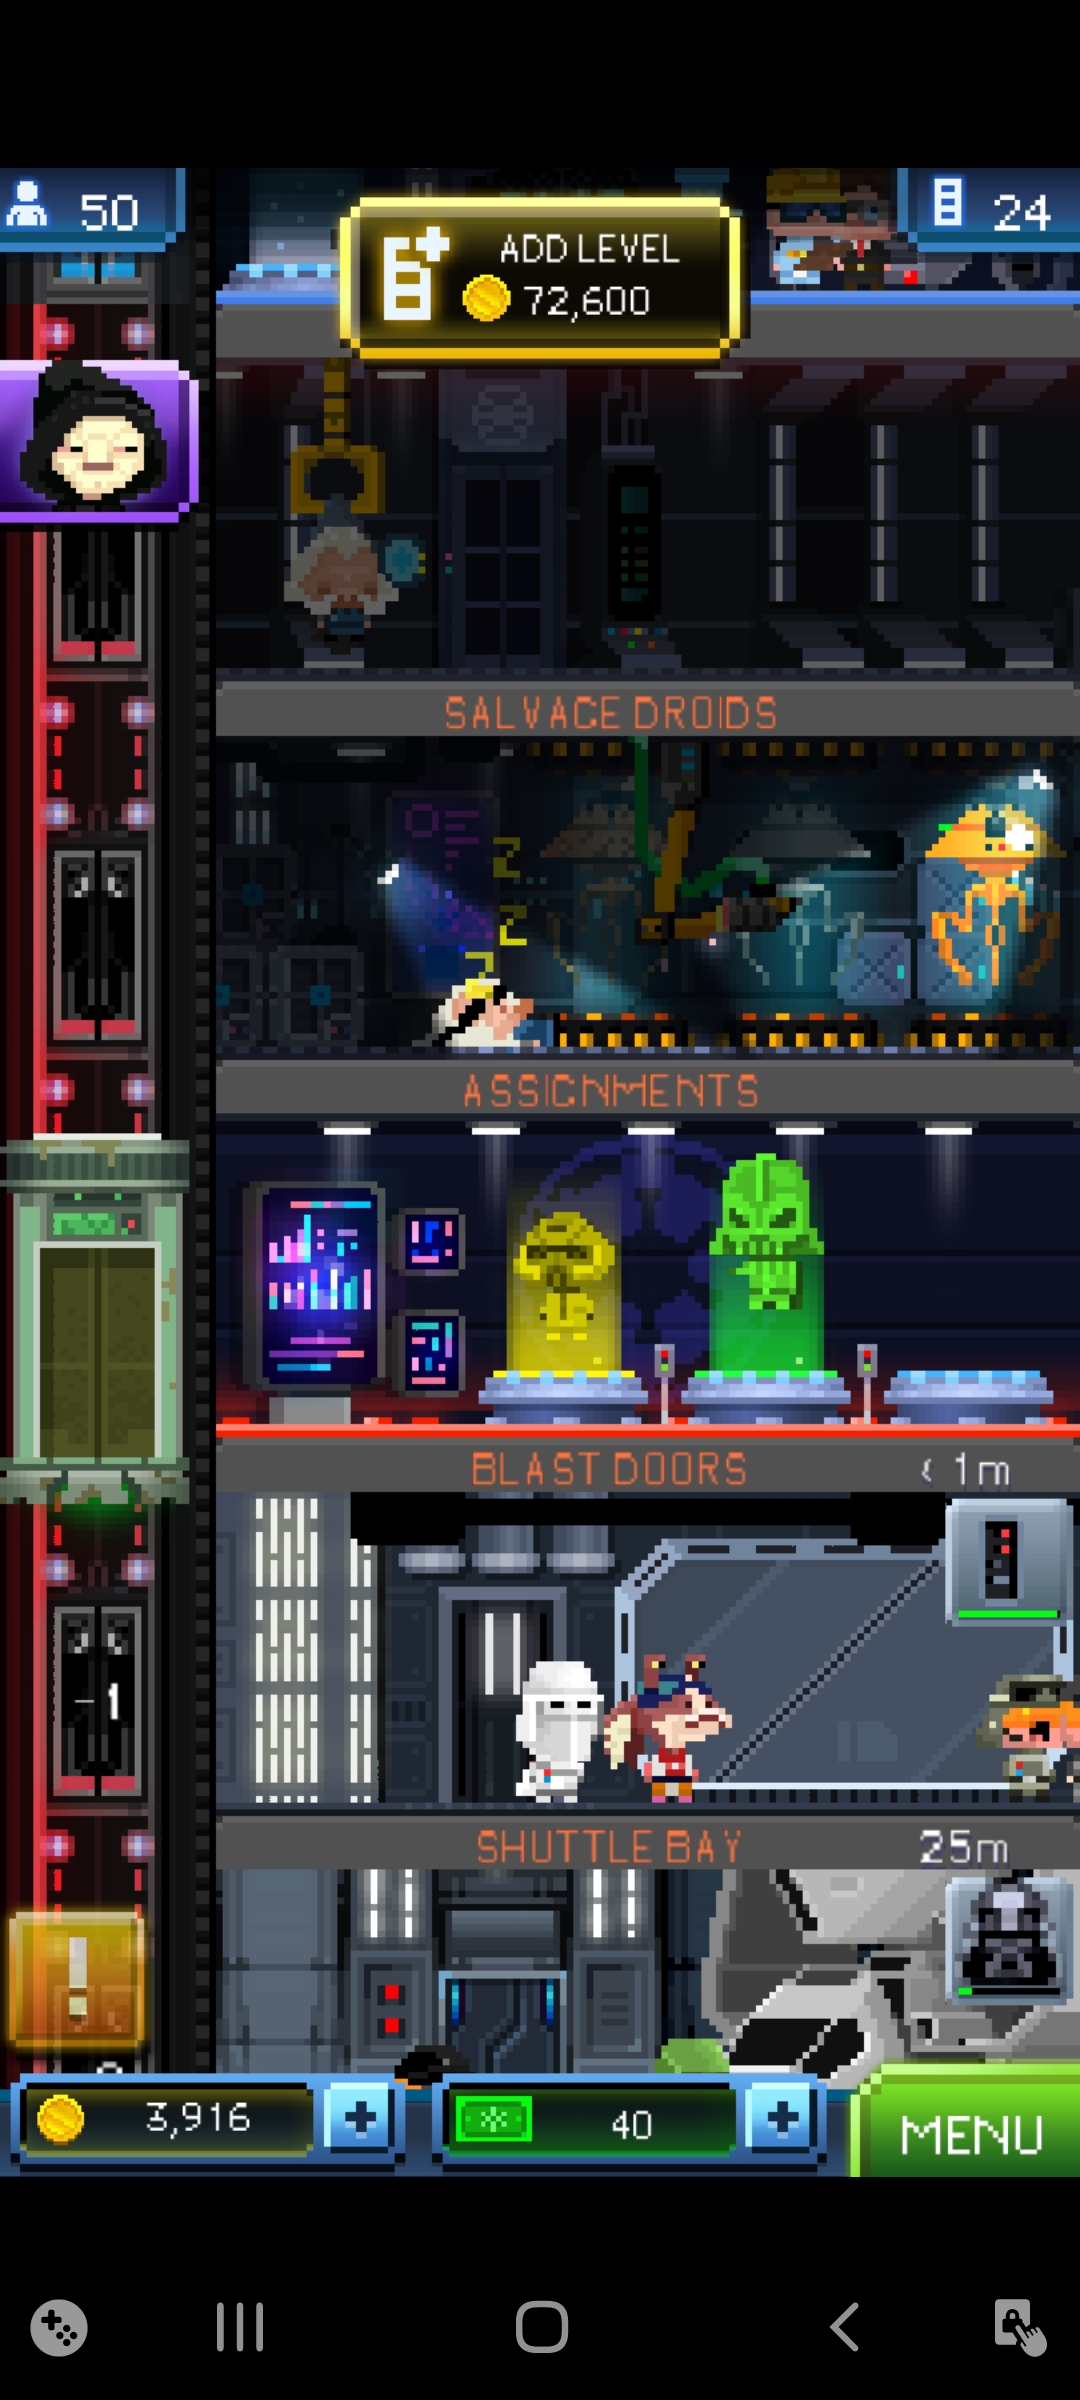 50
24
ADD LEVEL
72,600
SALVAGE DROIDS
Z
Z
Z
ASSIGNMENTS
BLAST DOORS < 1m
-1
SHUTTLE BAY 25m
!
3,916 +
40 +
MENU